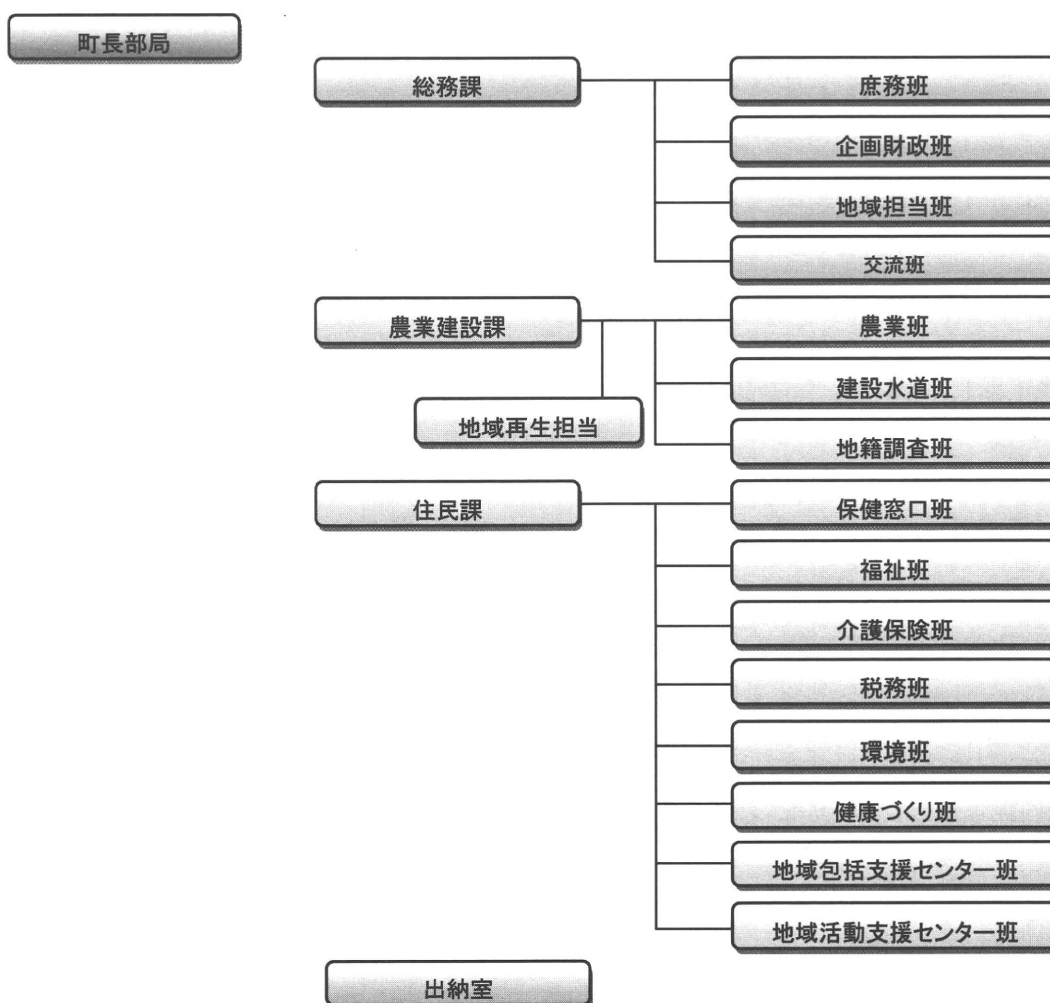 町長部局
総務課
庶務班
企画財政班
地域担当班
交流班
農業建設課
農業班
建設水道班
地域再生担当
地籍調査班
住民課
保健窓口班
福祉班
介護保険班
税務班
環境班
健康づくり班
地域包括支援センター班
地域活動支援センター班
出納室